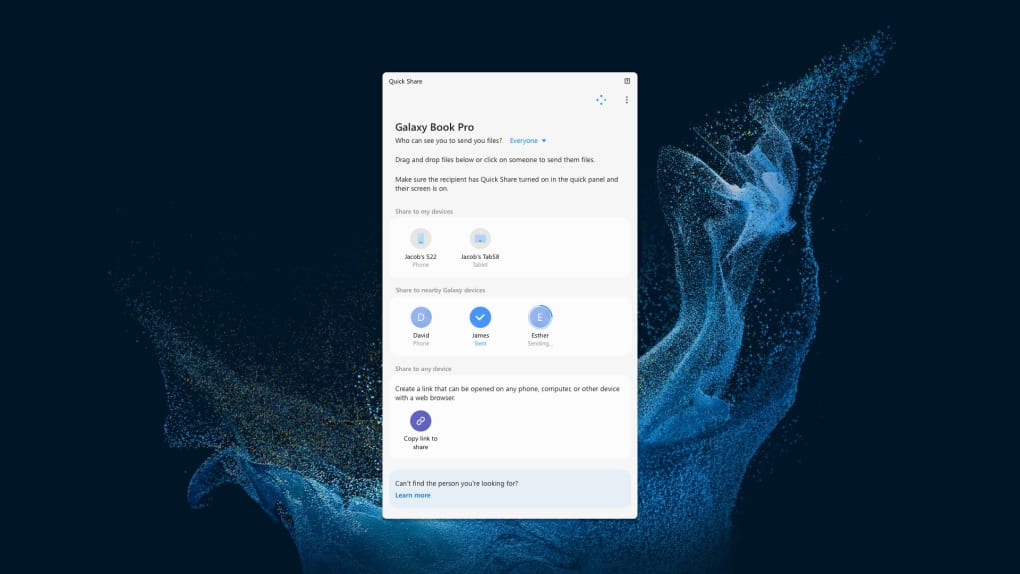 Quick Share
Galaxy Book Pro
Who can see you to send you files? Everyone
Drag and drop files below or click on someone to send them files.
Make sure the recipient has Quick Share turned on in the quick panel and
their screen is on.
Share to my devices
Jacob's S22
Phone
Jacob's TabS8
Tablet
Share to nearby Galaxy devices
D
David
Phone
James
Sent
E
Esther
Sending...
Share to any device
Create a link that can be opened on any phone, computer, or other device
with a web browser.
Copy link to
share
Can't find the person you're looking for?
Learn more